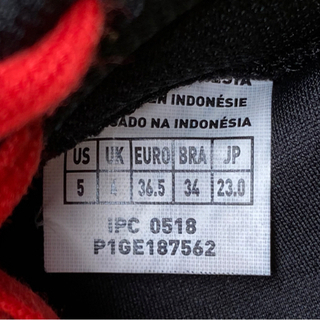 EN INDONÉSIE
CADO NA INDONÉSIA
US UK EURO BRA JP
5 4 36.5 34 23.0
IPC 0518
P1GE187562